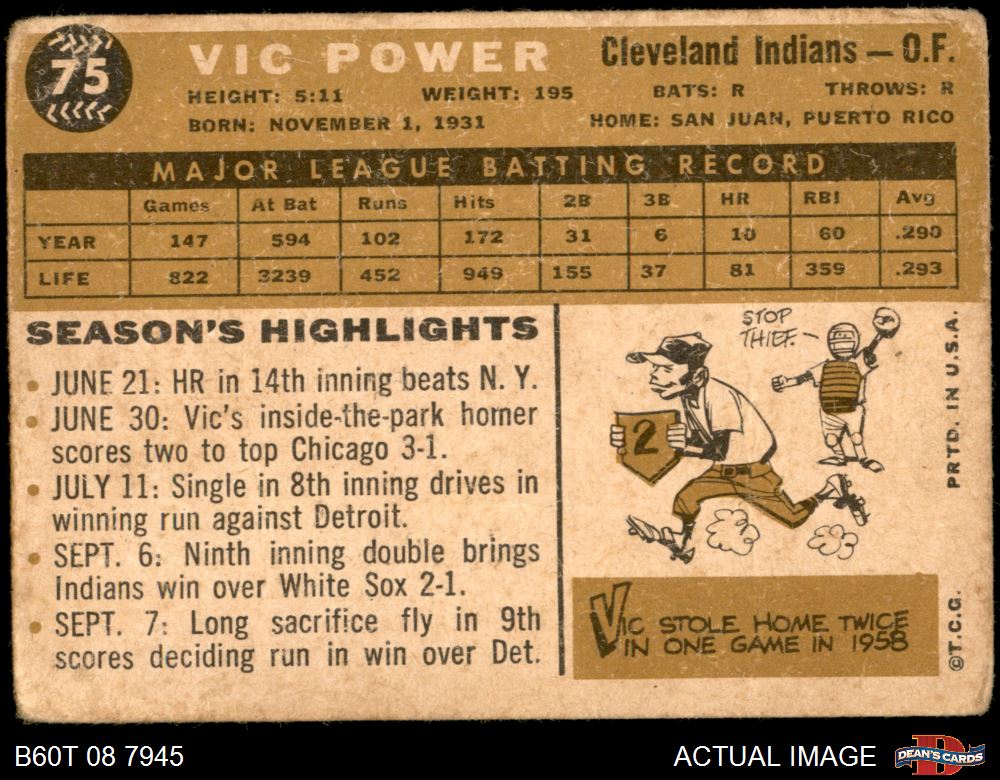 75
VIC POWER
Cleveland Indians — O.F.
HEIGHT: 5:11 WEIGHT: 195 BATS: R THROWS: R
BORN: NOVEMBER 1, 1931 HOME: SAN JUAN, PUERTO RICO
MAJOR LEAGUE BATTING RECORD
Games At Bat Runs Hits 2B 3B HR RBI Avg
YEAR 147 594 102 172 31 6 10 60 .290
LIFE 822 3239 452 949 155 37 81 359 .293
SEASON'S HIGHLIGHTS
• JUNE 21: HR in 14th inning beats N. Y.
• JUNE 30: Vic's inside-the-park homer
scores two to top Chicago 3-1.
• JULY 11: Single in 8th inning drives in
winning run against Detroit.
• SEPT. 6: Ninth inning double brings
Indians win over White Sox 2-1.
• SEPT. 7: Long sacrifice fly in 9th
scores deciding run in win over Det.
STOP
THIEF.
2
VIC STOLE HOME TWICE
IN ONE GAME IN 1958
PRTD. IN U.S.A.
©T.C.G.
B60T 08 7945
ACTUAL IMAGE
DEAN'S CARDS